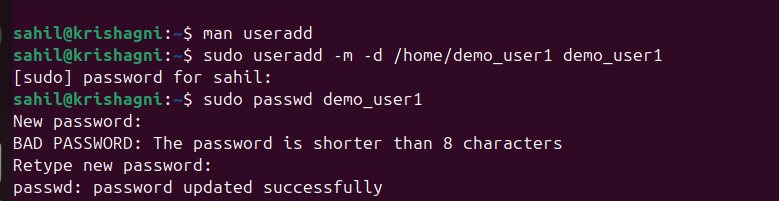 sahil@krishagni:~$ man useradd
sahil@krishagni:~$ sudo useradd -m -d /home/demo_user1 demo_user1
[sudo] password for sahil:
sahil@krishagni:~$ sudo passwd demo_user1
New password:
BAD PASSWORD: The password is shorter than 8 characters
Retype new password:
passwd: password updated successfully